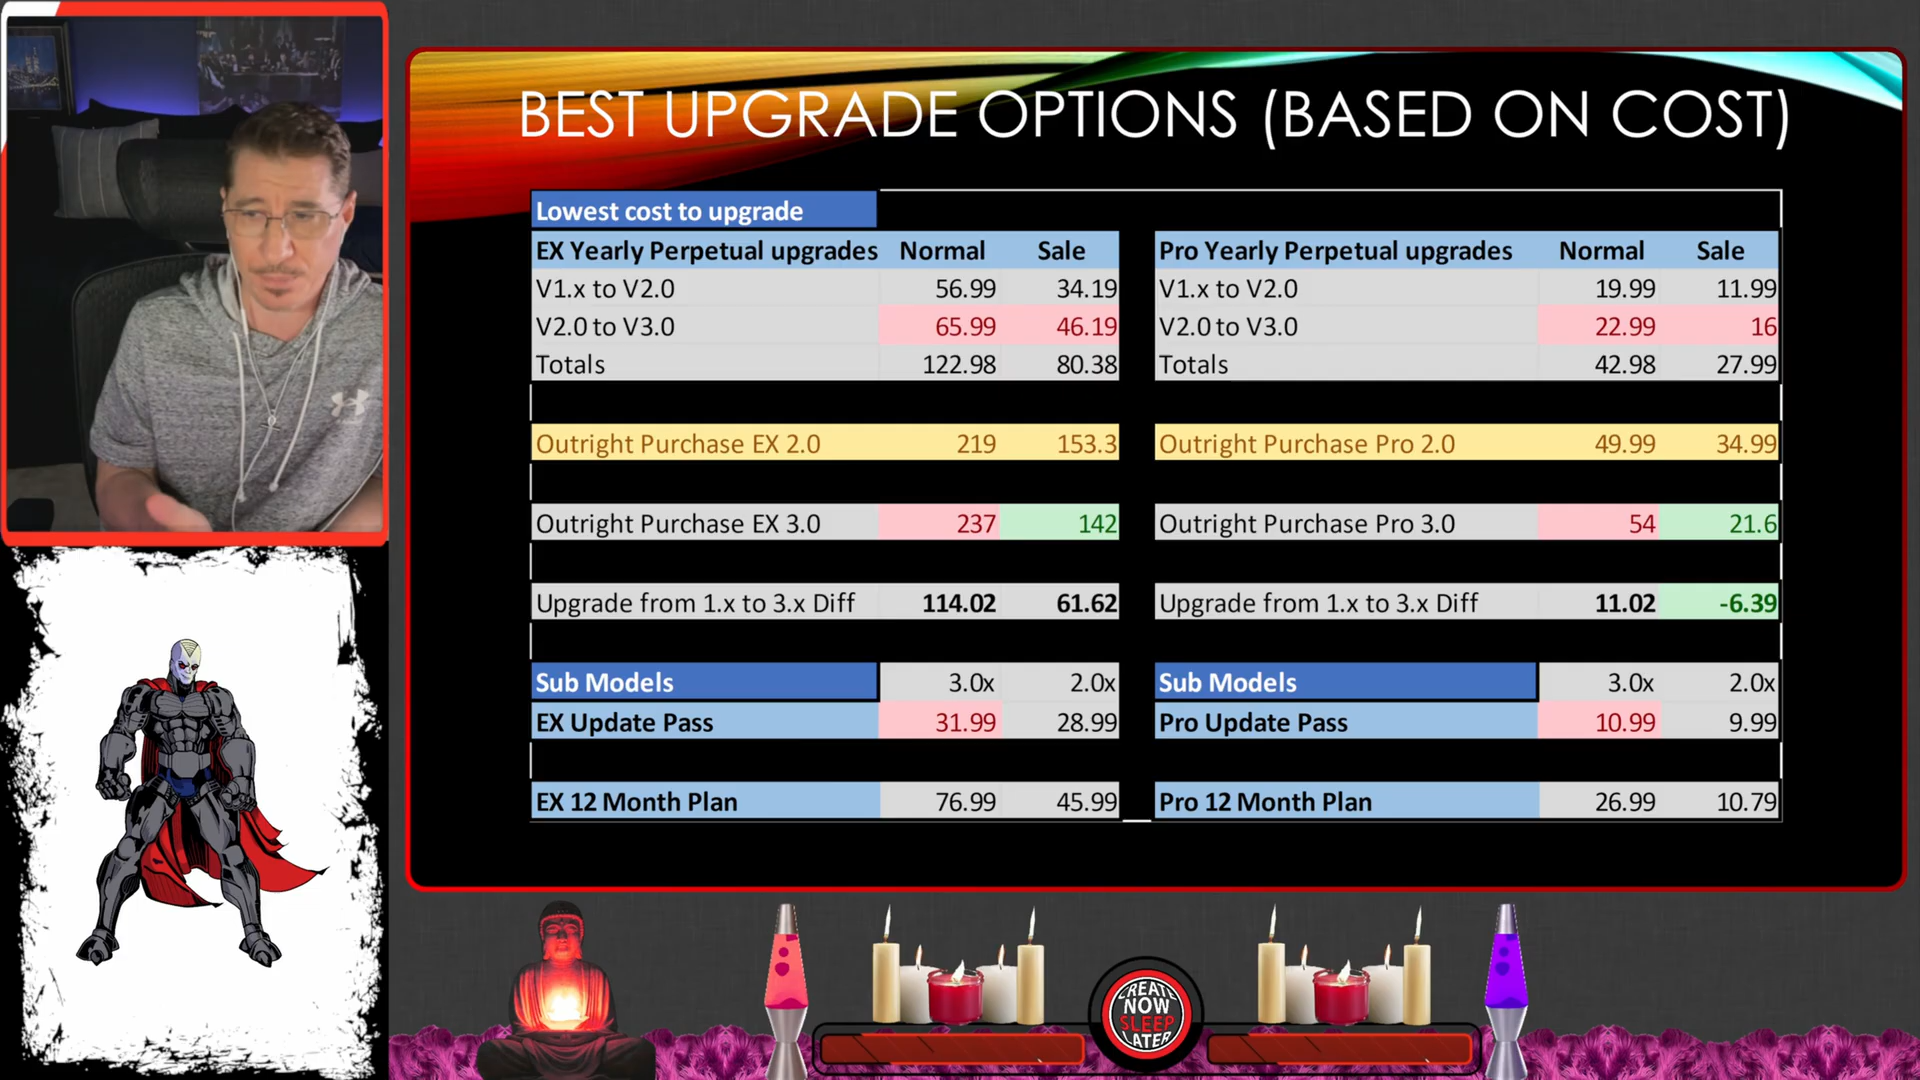 BEST UPGRADE OPTIONS (BASED ON COST)
Lowest cost to upgrade
EX Yearly Perpetual upgrades Normal Sale
V1.x to V2.0 56.99 34.19
V2.0 to V3.0 65.99 46.19
Totals 122.98 80.38
Outright Purchase EX 2.0 219 153.3
Outright Purchase EX 3.0 237 142
Upgrade from 1.x to 3.x Diff 114.02 61.62
Sub Models 3.0x 2.0x
EX Update Pass 31.99 28.99
EX 12 Month Plan 76.99 45.99
Pro Yearly Perpetual upgrades Normal Sale
V1.x to V2.0 19.99 11.99
V2.0 to V3.0 22.99 16
Totals 42.98 27.99
Outright Purchase Pro 2.0 49.99 34.99
Outright Purchase Pro 3.0 54 21.6
Upgrade from 1.x to 3.x Diff 11.02 -6.39
Sub Models 3.0x 2.0x
Pro Update Pass 10.99 9.99
Pro 12 Month Plan 26.99 10.79
CREATE
NOW
SLEEP
LATER